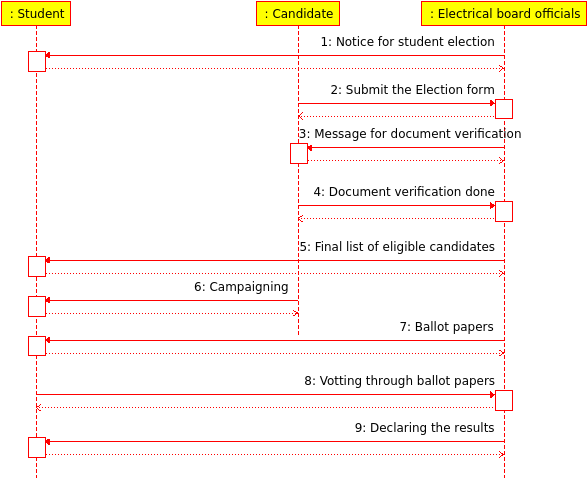 : Student
: Candidate
: Electrical board officials
1: Notice for student election
2: Submit the Election form
3: Message for document verification
4: Document verification done
5: Final list of eligible candidates
6: Campaigning
7: Ballot papers
8: Votting through ballot papers
9: Declaring the results